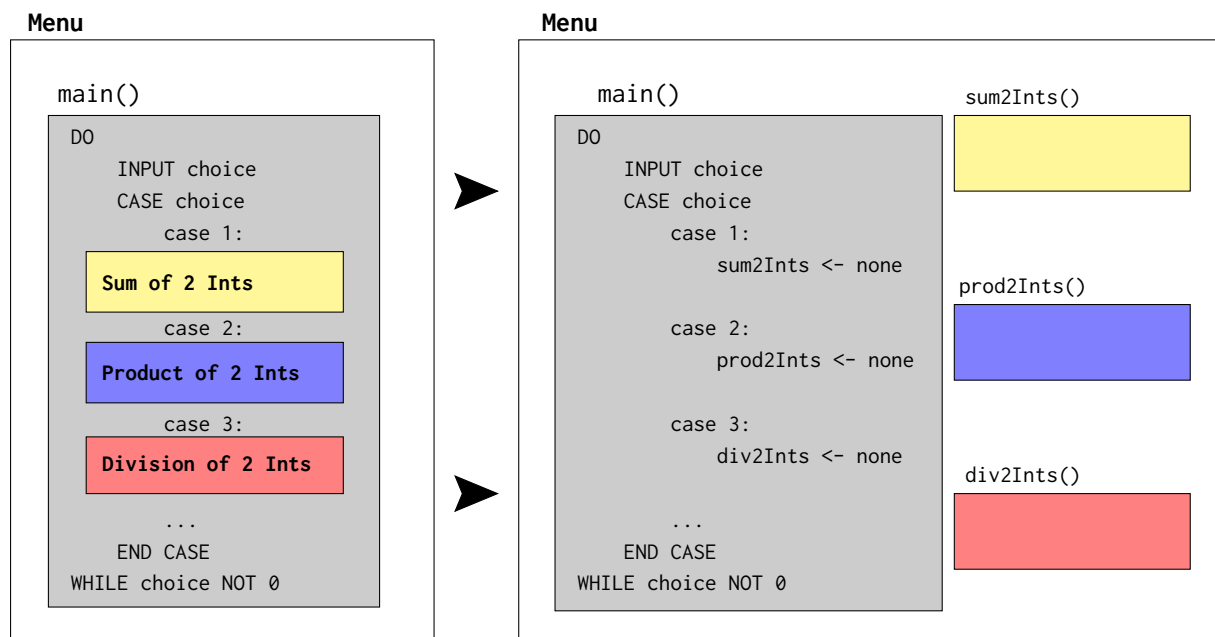 Menu
main()
DO
INPUT choice
CASE choice
case 1:
Sum of 2 Ints
case 2:
Product of 2 Ints
case 3:
Division of 2 Ints
...
END CASE
WHILE choice NOT 0
Menu
main()
DO
INPUT choice
CASE choice
case 1:
sum2Ints <- none
case 2:
prod2Ints <- none
case 3:
div2Ints <- none
...
END CASE
WHILE choice NOT 0
sum2Ints()
prod2Ints()
div2Ints()